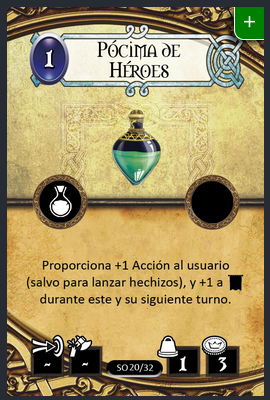 +
1
PÓCIMA DE
HÉROES
Proporciona +1 Acción al usuario
(salvo para lanzar hechizos), y +1 a
durante este y su siguiente turno.
~ ~ SO 20/32 1 3